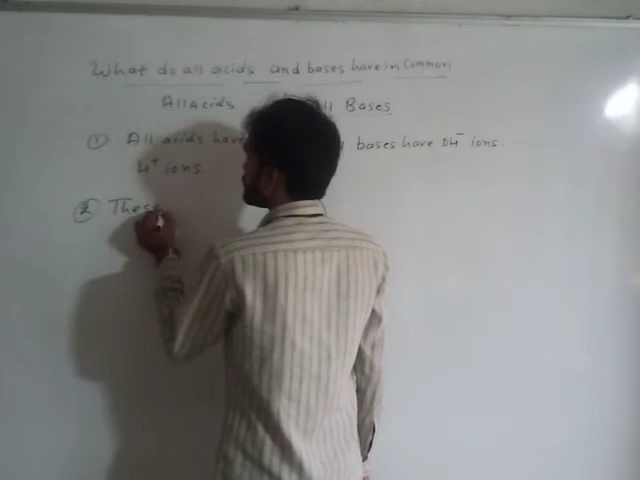 What do all acids and bases have in Common
All Acids All Bases
① All acids have bases have OH⁻ ions.
H⁺ ions.
② These